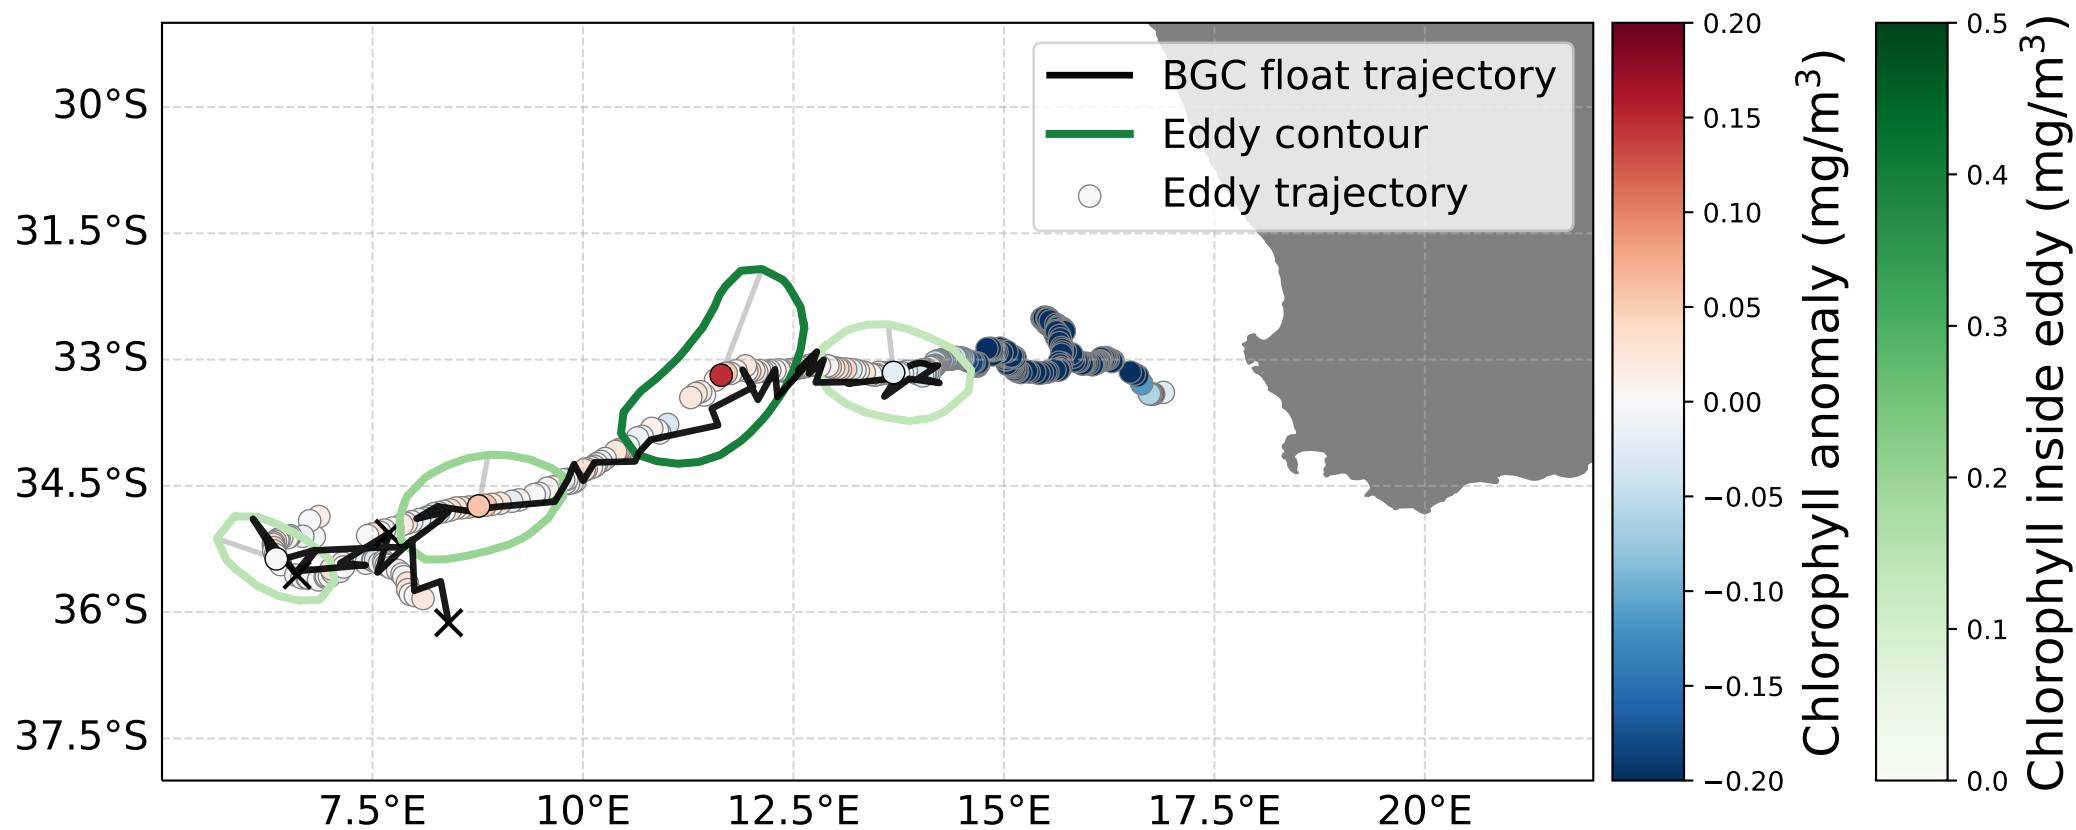 30°S
31.5°S
33°S
34.5°S
36°S
37.5°S
7.5°E
10°E
12.5°E
15°E
17.5°E
20°E
BGC float trajectory
Eddy contour
Eddy trajectory
0.20
0.15
0.10
0.05
0.00
−0.05
−0.10
−0.15
−0.20
Chlorophyll anomaly (mg/m³)
0.5
0.4
0.3
0.2
0.1
0.0
Chlorophyll inside eddy (mg/m³)